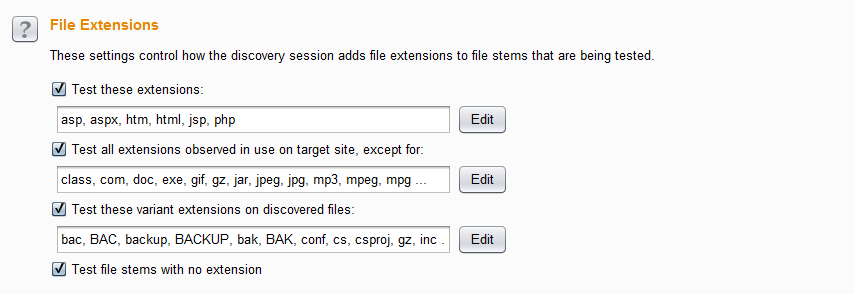 ?
File Extensions
These settings control how the discovery session adds file extensions to file stems that are being tested.
Test these extensions:
asp, aspx, htm, html, jsp, php
Edit
Test all extensions observed in use on target site, except for:
class, com, doc, exe, gif, gz, jar, jpeg, jpg, mp3, mpeg, mpg ...
Edit
Test these variant extensions on discovered files:
bac, BAC, backup, BACKUP, bak, BAK, conf, cs, csproj, gz, inc .
Edit
Test file stems with no extension